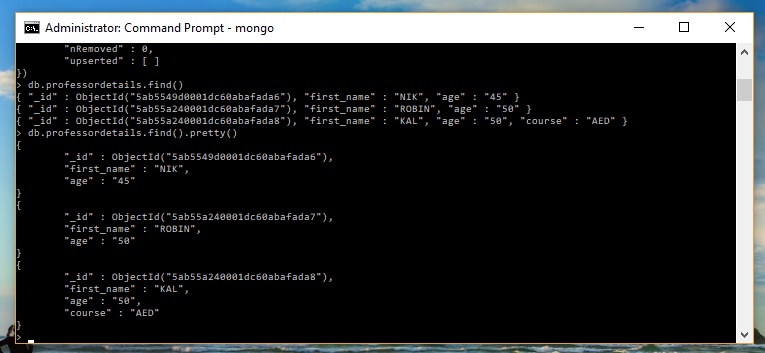 Administrator: Command Prompt - mongo
"nRemoved" : 0,
"upserted" : [ ]
})
> db.professordetails.find()
{ "_id" : ObjectId("5ab5549d0001dc60abafada6"), "first_name" : "NIK", "age" : "45" }
{ "_id" : ObjectId("5ab55a240001dc60abafada7"), "first_name" : "ROBIN", "age" : "50" }
{ "_id" : ObjectId("5ab55a240001dc60abafada8"), "first_name" : "KAL", "age" : "50", "course" : "AED" }
> db.professordetails.find().pretty()
{
"_id" : ObjectId("5ab5549d0001dc60abafada6"),
"first_name" : "NIK",
"age" : "45"
}
{
"_id" : ObjectId("5ab55a240001dc60abafada7"),
"first_name" : "ROBIN",
"age" : "50"
}
{
"_id" : ObjectId("5ab55a240001dc60abafada8"),
"first_name" : "KAL",
"age" : "50",
"course" : "AED"
}
>